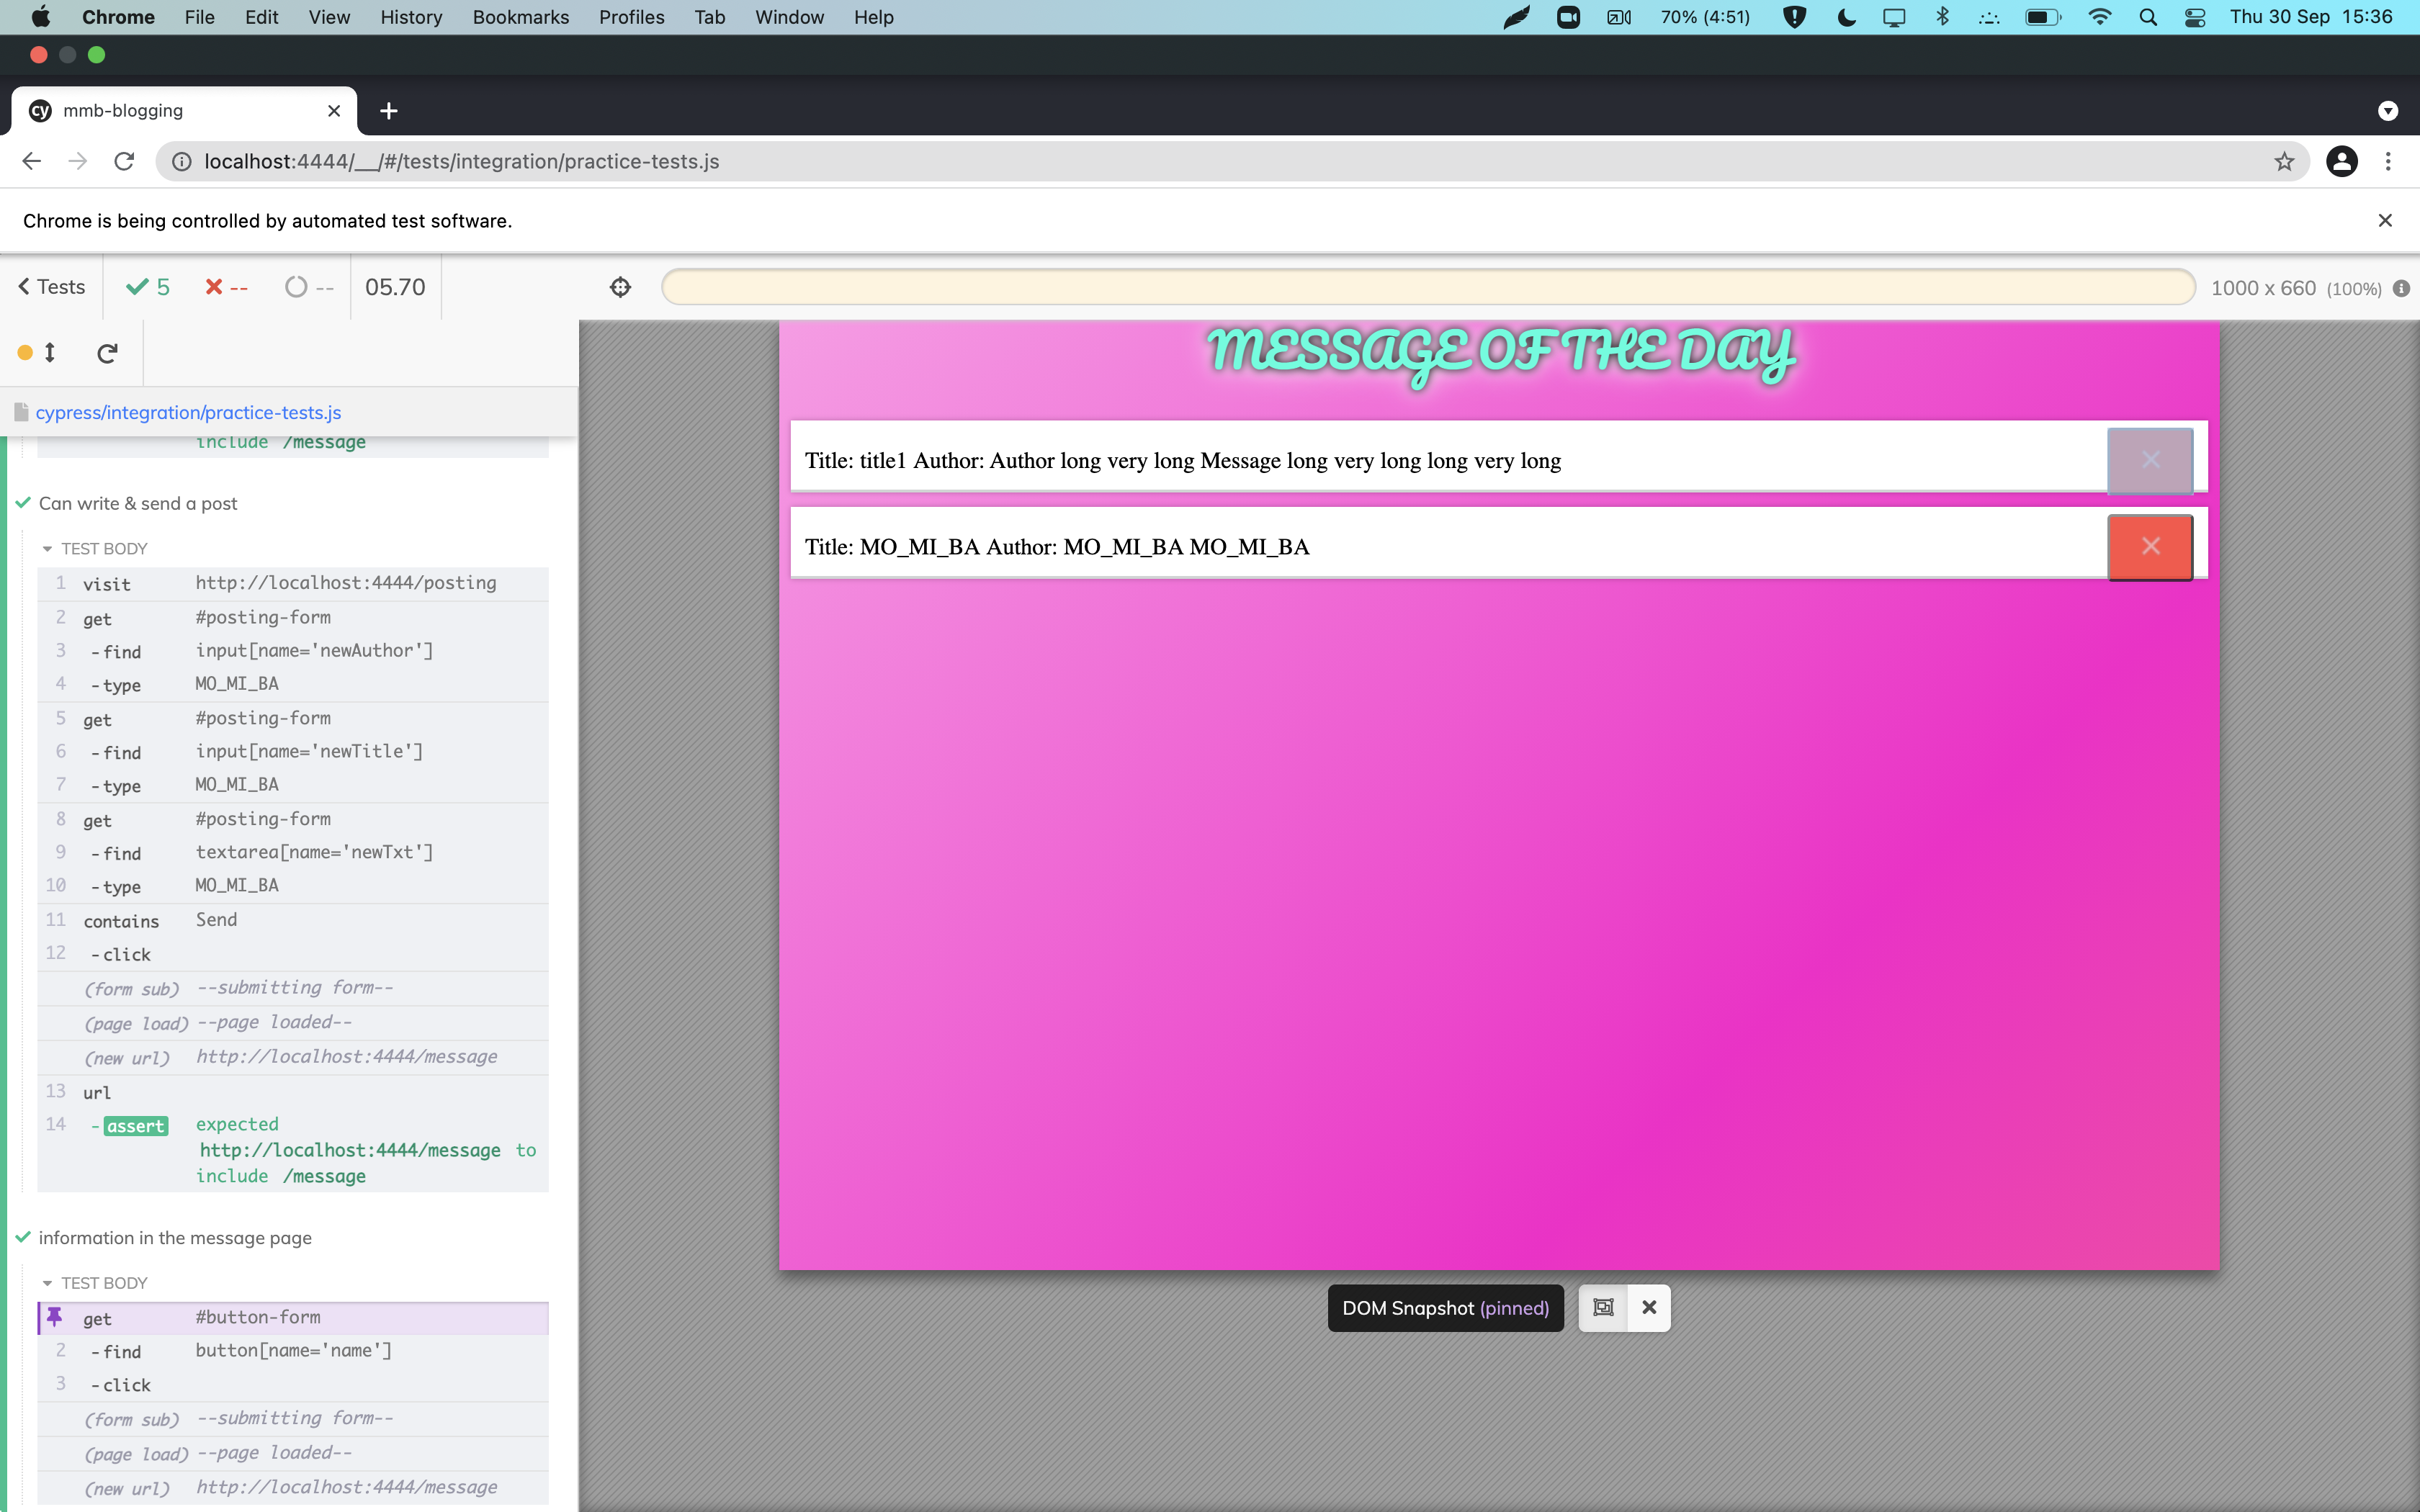 Chrome File Edit View History Bookmarks Profiles Tab Window Help 70% (4:51) Thu 30 Sep 15:36
cy mmb-blogging
localhost:4444/__/#/tests/integration/practice-tests.js
Chrome is being controlled by automated test software.
Tests 5 -- -- 05.70 1000 x 660 (100%)
cypress/integration/practice-tests.js
include /message
Can write & send a post
TEST BODY
1 visit http://localhost:4444/posting
2 get #posting-form
3 -find input[name='newAuthor']
4 -type MO_MI_BA
5 get #posting-form
6 -find input[name='newTitle']
7 -type MO_MI_BA
8 get #posting-form
9 -find textarea[name='newTxt']
10 -type MO_MI_BA
11 contains Send
12 -click
(form sub) --submitting form--
(page load) --page loaded--
(new url) http://localhost:4444/message
13 url
14 -assert expected
http://localhost:4444/message to
include /message
information in the message page
TEST BODY
get #button-form
2 -find button[name='name']
3 -click
(form sub) --submitting form--
(page load) --page loaded--
(new url) http://localhost:4444/message
MESSAGE OF THE DAY
Title: title1 Author: Author long very long Message long very long long very long
Title: MO_MI_BA Author: MO_MI_BA MO_MI_BA
DOM Snapshot (pinned)